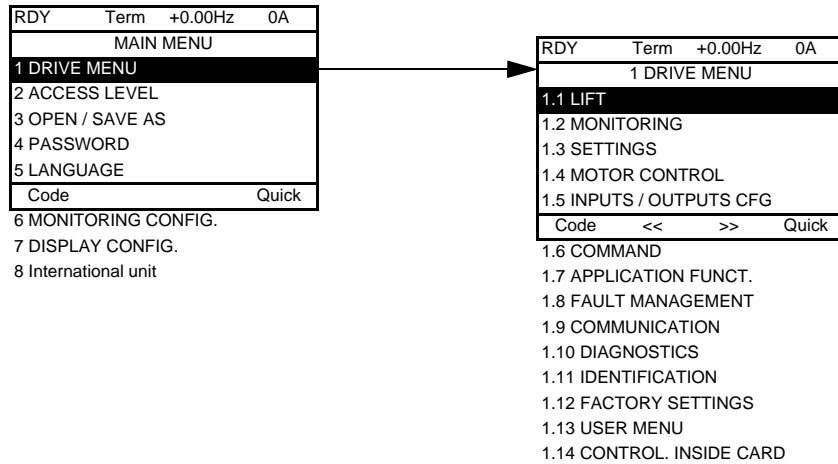 RDY Term +0.00Hz 0A
MAIN MENU
1 DRIVE MENU
2 ACCESS LEVEL
3 OPEN / SAVE AS
4 PASSWORD
5 LANGUAGE
Code Quick
6 MONITORING CONFIG.
7 DISPLAY CONFIG.
8 International unit
RDY Term +0.00Hz 0A
1 DRIVE MENU
1.1 LIFT
1.2 MONITORING
1.3 SETTINGS
1.4 MOTOR CONTROL
1.5 INPUTS / OUTPUTS CFG
Code << >> Quick
1.6 COMMAND
1.7 APPLICATION FUNCT.
1.8 FAULT MANAGEMENT
1.9 COMMUNICATION
1.10 DIAGNOSTICS
1.11 IDENTIFICATION
1.12 FACTORY SETTINGS
1.13 USER MENU
1.14 CONTROL. INSIDE CARD